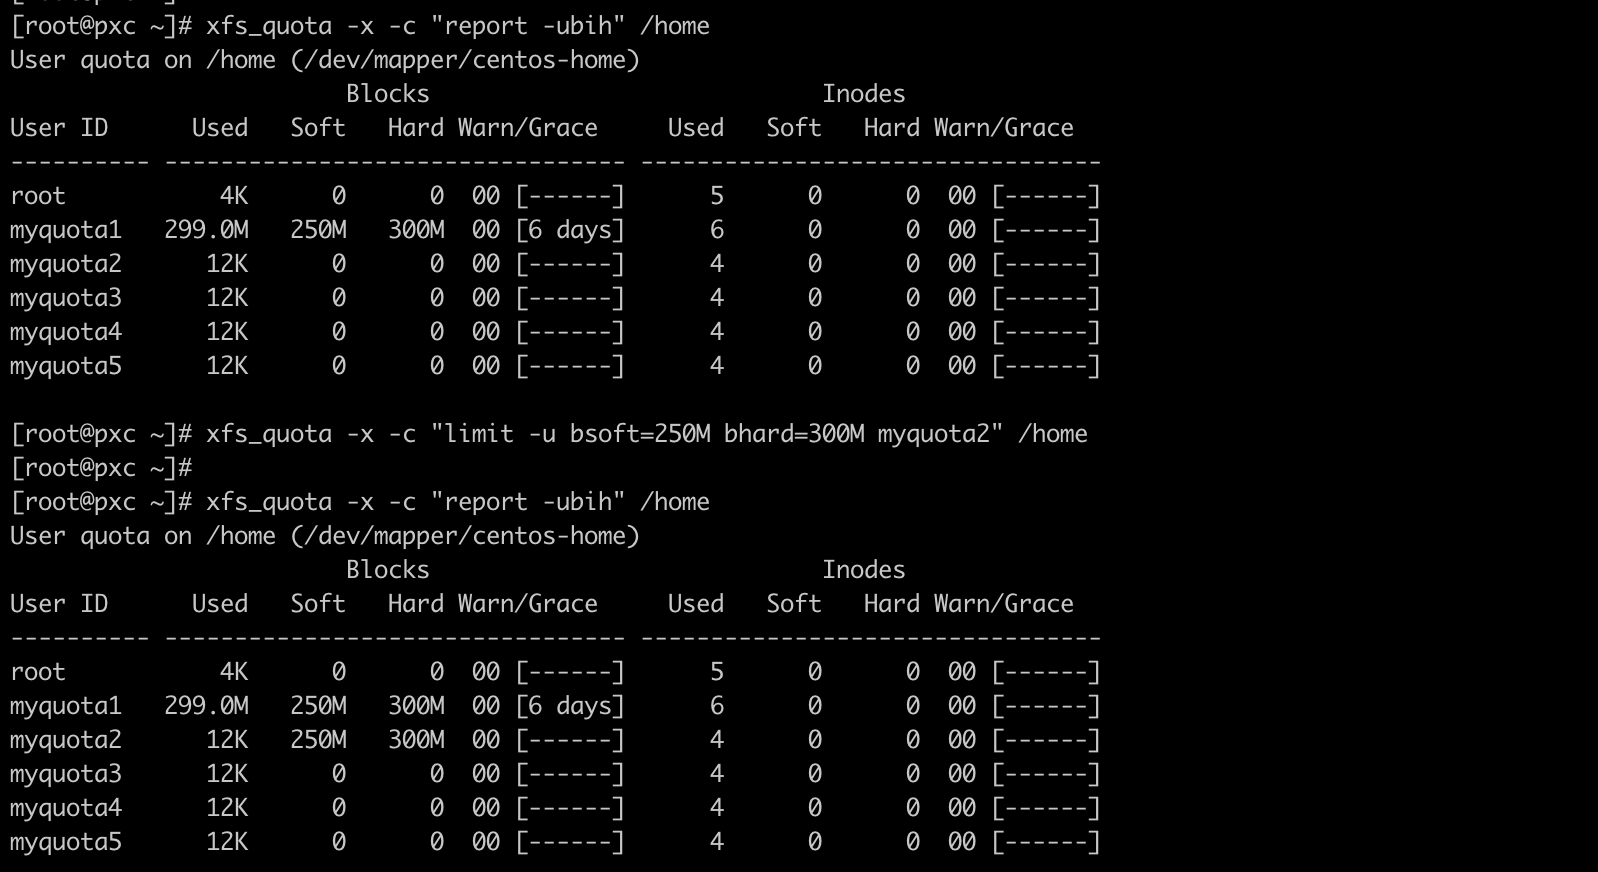 [root@pxc ~]# xfs_quota -x -c "report -ubih" /home
User quota on /home (/dev/mapper/centos-home)
                        Blocks                            Inodes
User ID      Used   Soft   Hard Warn/Grace     Used   Soft   Hard Warn/Grace
---------- --------------------------------- ---------------------------------
root           4K      0      0  00 [------]      5      0      0  00 [------]
myquota1   299.0M   250M   300M  00 [6 days]      6      0      0  00 [------]
myquota2      12K      0      0  00 [------]      4      0      0  00 [------]
myquota3      12K      0      0  00 [------]      4      0      0  00 [------]
myquota4      12K      0      0  00 [------]      4      0      0  00 [------]
myquota5      12K      0      0  00 [------]      4      0      0  00 [------]
[root@pxc ~]# xfs_quota -x -c "limit -u bsoft=250M bhard=300M myquota2" /home
[root@pxc ~]#
[root@pxc ~]# xfs_quota -x -c "report -ubih" /home
User quota on /home (/dev/mapper/centos-home)
                        Blocks                            Inodes
User ID      Used   Soft   Hard Warn/Grace     Used   Soft   Hard Warn/Grace
---------- --------------------------------- ---------------------------------
root           4K      0      0  00 [------]      5      0      0  00 [------]
myquota1   299.0M   250M   300M  00 [6 days]      6      0      0  00 [------]
myquota2      12K   250M   300M  00 [------]      4      0      0  00 [------]
myquota3      12K      0      0  00 [------]      4      0      0  00 [------]
myquota4      12K      0      0  00 [------]      4      0      0  00 [------]
myquota5      12K      0      0  00 [------]      4      0      0  00 [------]